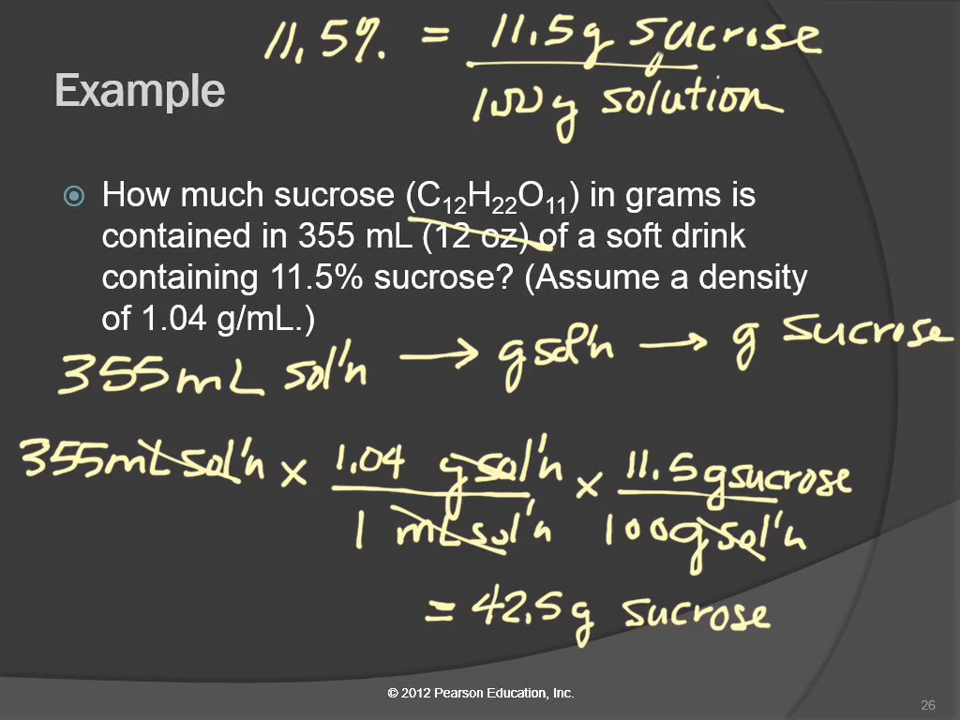 11.5% = 11.5g sucrose
100g solution
Example
How much sucrose (C₁₂H₂₂O₁₁) in grams is
contained in 355 mL (12 oz) of a soft drink
containing 11.5% sucrose? (Assume a density
of 1.04 g/mL.)
355mL sol'n → g sol'n → g sucrose
355mL sol'n × 1.04 g sol'n × 11.5g sucrose
1 mL sol'n 100g sol'n
= 42.5g sucrose
© 2012 Pearson Education, Inc.
26